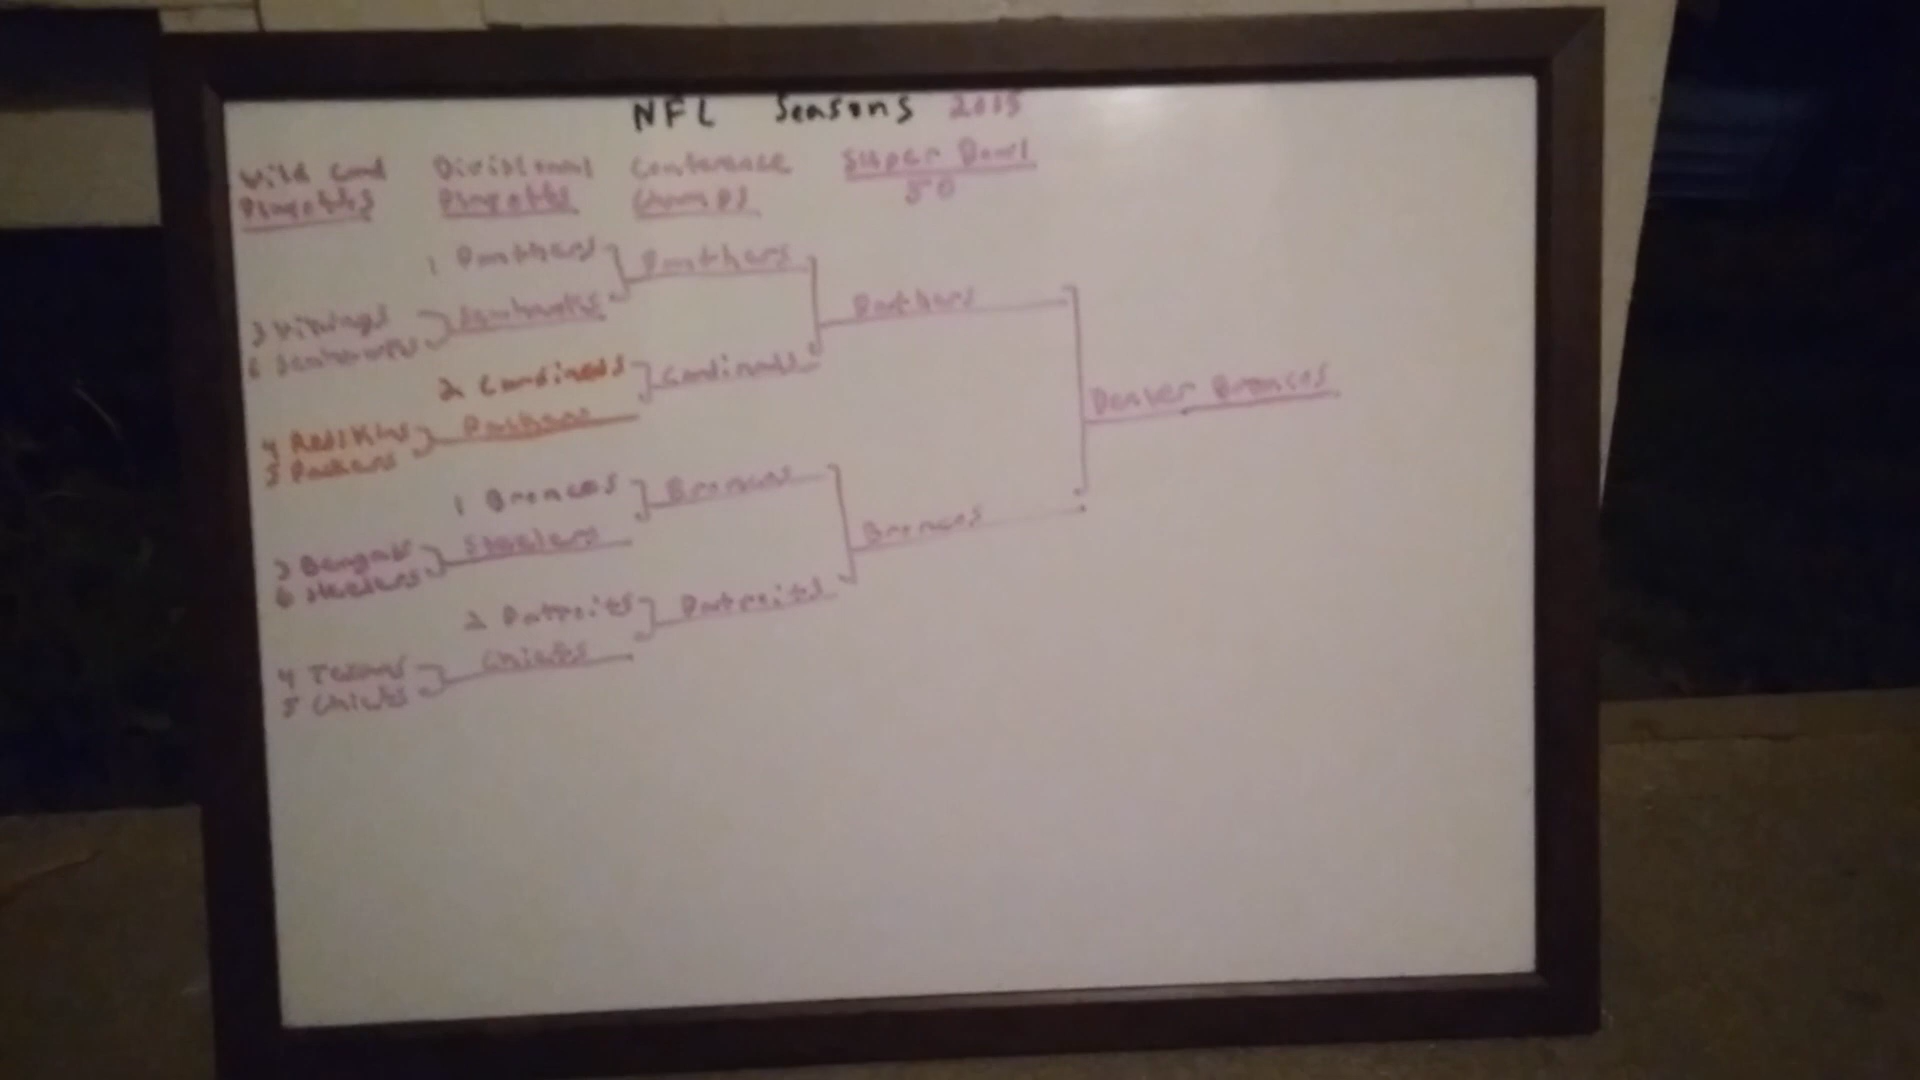 NFL Seasons 2015
Wild Card Divisional Conference Super Bowl
Playoffs Playoffs Champs 50
1 Panthers Panthers
3 Vikings Seahawks Panthers
6 Seahawks
2 Cardinals Cardinals
Denver Broncos
4 Redskins Packers
5 Packers
1 Broncos Broncos
3 Bengals Steelers Broncos
6 Steelers
2 Patroits Patroits
4 Texans Chiefs
5 Chiefs